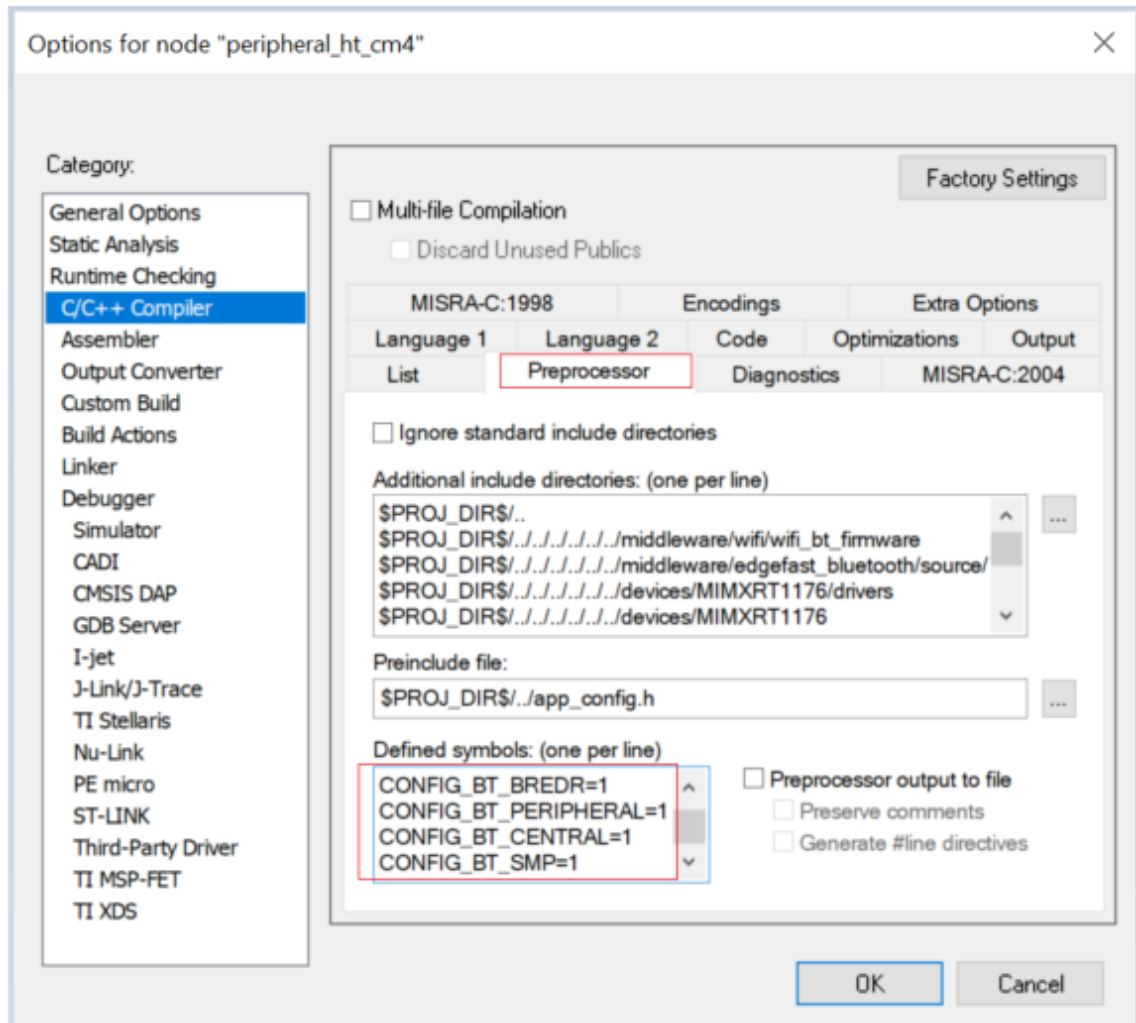 Options for node "peripheral_ht_cm4"
Category:
General Options
Static Analysis
Runtime Checking
C/C++ Compiler
Assembler
Output Converter
Custom Build
Build Actions
Linker
Debugger
Simulator
CADI
CMSIS DAP
GDB Server
I-jet
J-Link/J-Trace
TI Stellaris
Nu-Link
PE micro
ST-LINK
Third-Party Driver
TI MSP-FET
TI XDS
Factory Settings
Multi-file Compilation
Discard Unused Publics
MISRA-C:1998 Encodings Extra Options
Language 1 Language 2 Code Optimizations Output
List Preprocessor Diagnostics MISRA-C:2004
Ignore standard include directories
Additional include directories: (one per line)
$PROJ_DIR$/..
$PROJ_DIR$/../../../../../../middleware/wifi/wifi_bt_firmware
$PROJ_DIR$/../../../../../../middleware/edgefast_bluetooth/source/
$PROJ_DIR$/../../../../../../devices/MIMXRT1176/drivers
$PROJ_DIR$/../../../../../../devices/MIMXRT1176
...
Preinclude file:
$PROJ_DIR$/../app_config.h
...
Defined symbols: (one per line)
CONFIG_BT_BREDR=1
CONFIG_BT_PERIPHERAL=1
CONFIG_BT_CENTRAL=1
CONFIG_BT_SMP=1
Preprocessor output to file
Preserve comments
Generate #line directives
OK Cancel